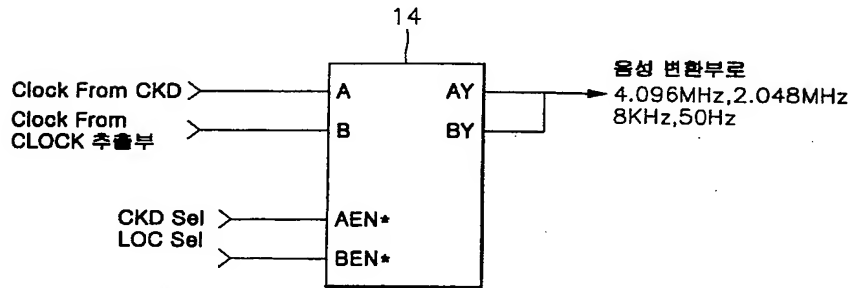 14
Clock From CKD
Clock From
CLOCK 추출부
CKD Sel
LOC Sel
A
B
AEN*
BEN*
AY
BY
음성 변환부로
4.096MHz,2.048MHz
8KHz,50Hz